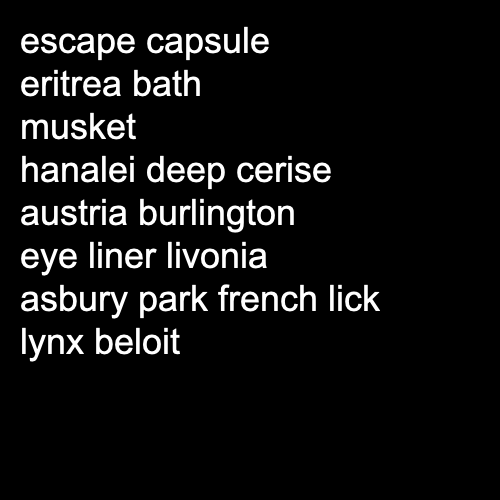 escape capsule
eritrea bath
musket
hanalei deep cerise
austria burlington
eye liner livonia
asbury park french lick
lynx beloit